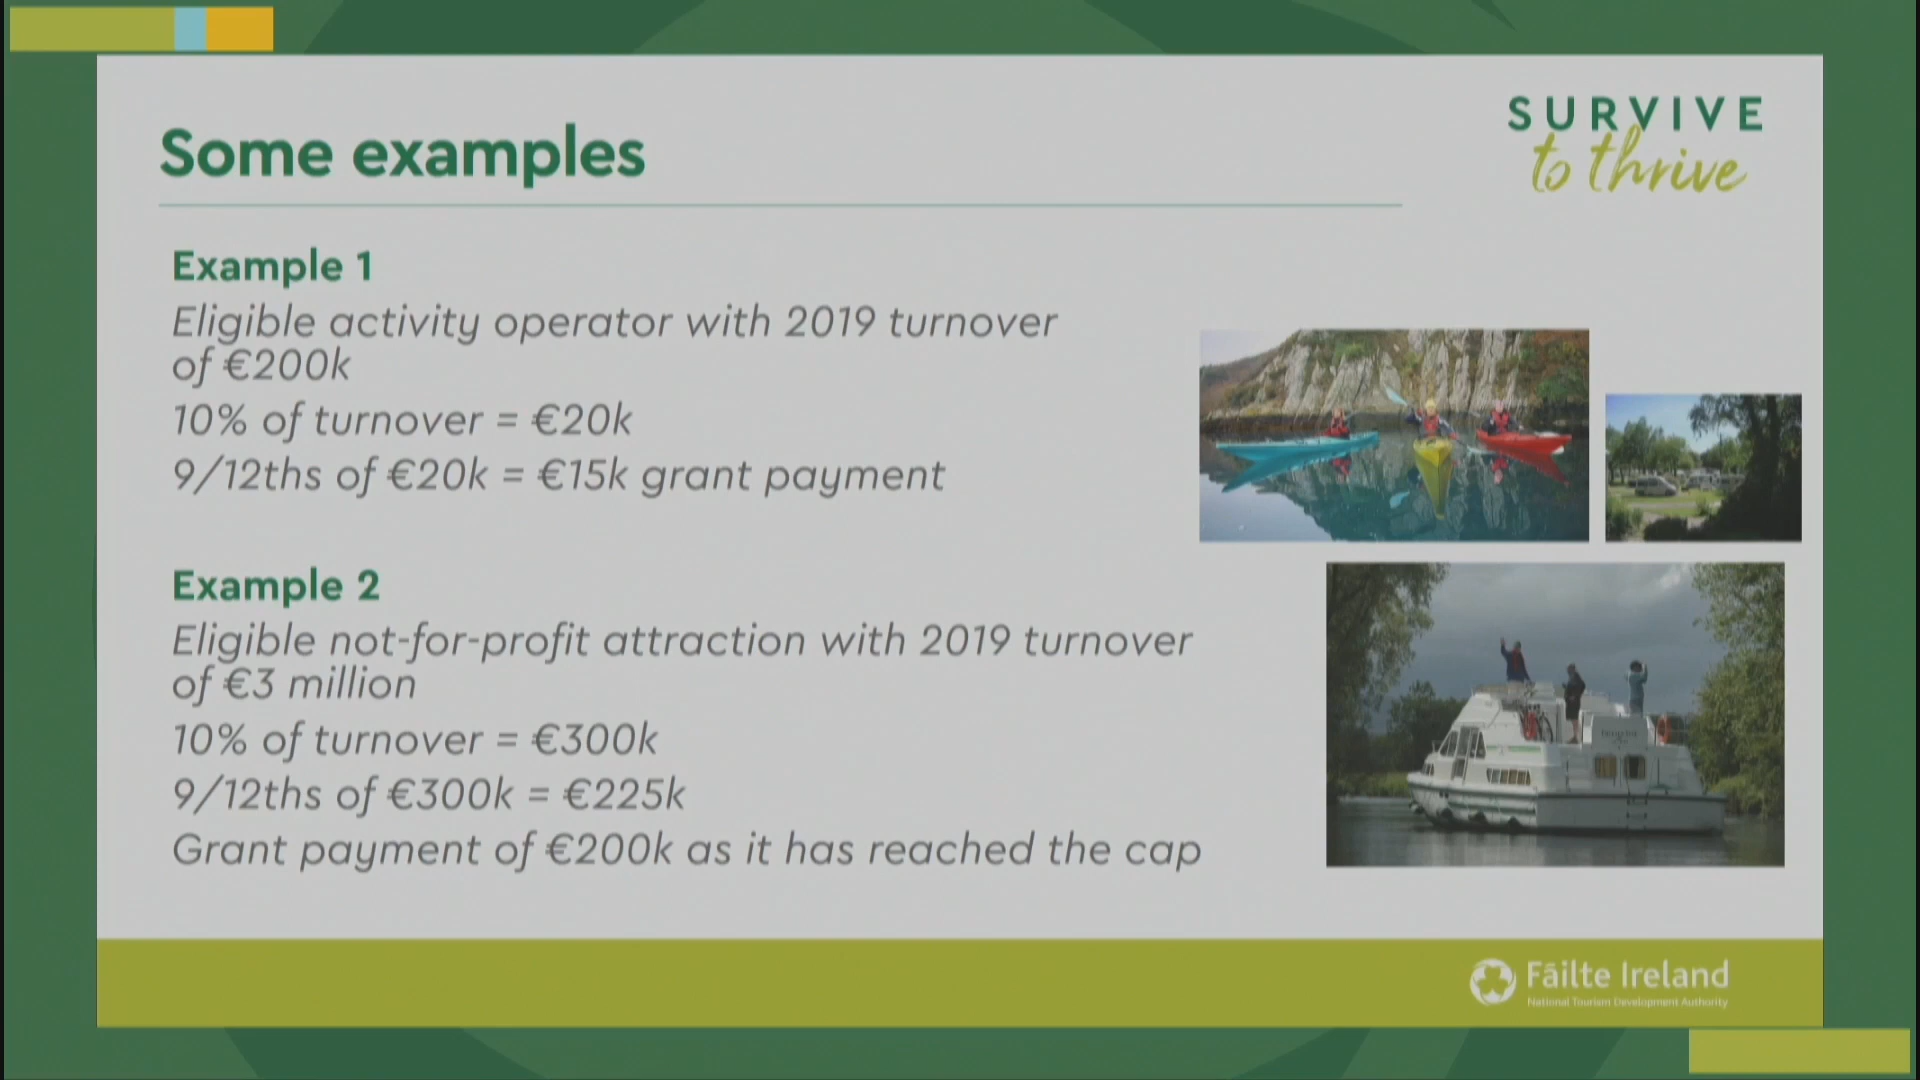 SURVIVE
to thrive
Some examples
Example 1
Eligible activity operator with 2019 turnover
of €200k
10% of turnover = €20k
9/12ths of €20k = €15k grant payment
Example 2
Eligible not-for-profit attraction with 2019 turnover
of €3 million
10% of turnover = €300k
9/12ths of €300k = €225k
Grant payment of €200k as it has reached the cap
Fáilte Ireland
National Tourism Development Authority